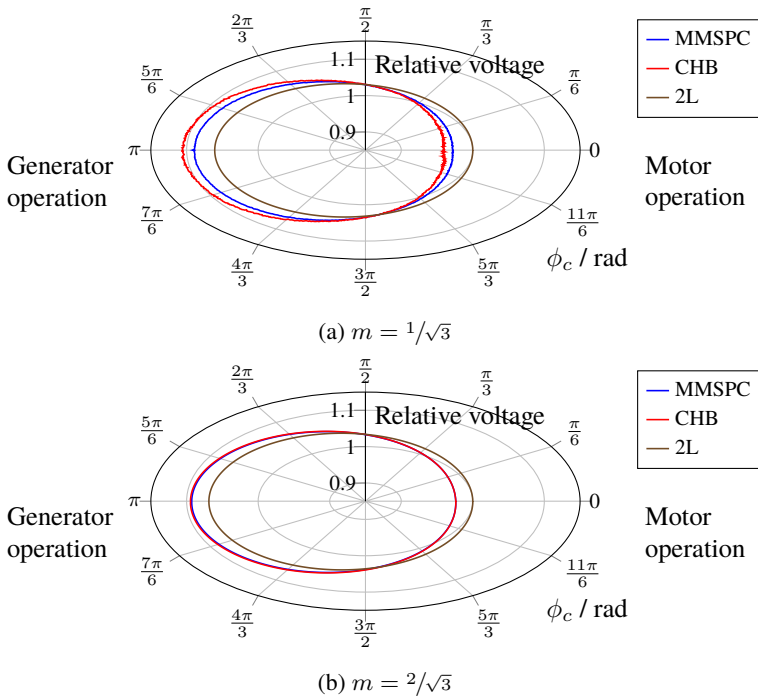 π/2
2π/3
π/3
MMSPC
CHB
2L
1.1
Relative voltage
5π/6
π/6
1
0.9
Generator operation
π
0
Motor operation
7π/6
11π/6
ϕ_c / rad
4π/3
5π/3
3π/2
(a) m = 1/√3
π/2
2π/3
π/3
MMSPC
CHB
2L
1.1
Relative voltage
5π/6
π/6
1
0.9
Generator operation
π
0
Motor operation
7π/6
11π/6
ϕ_c / rad
4π/3
5π/3
3π/2
(b) m = 2/√3